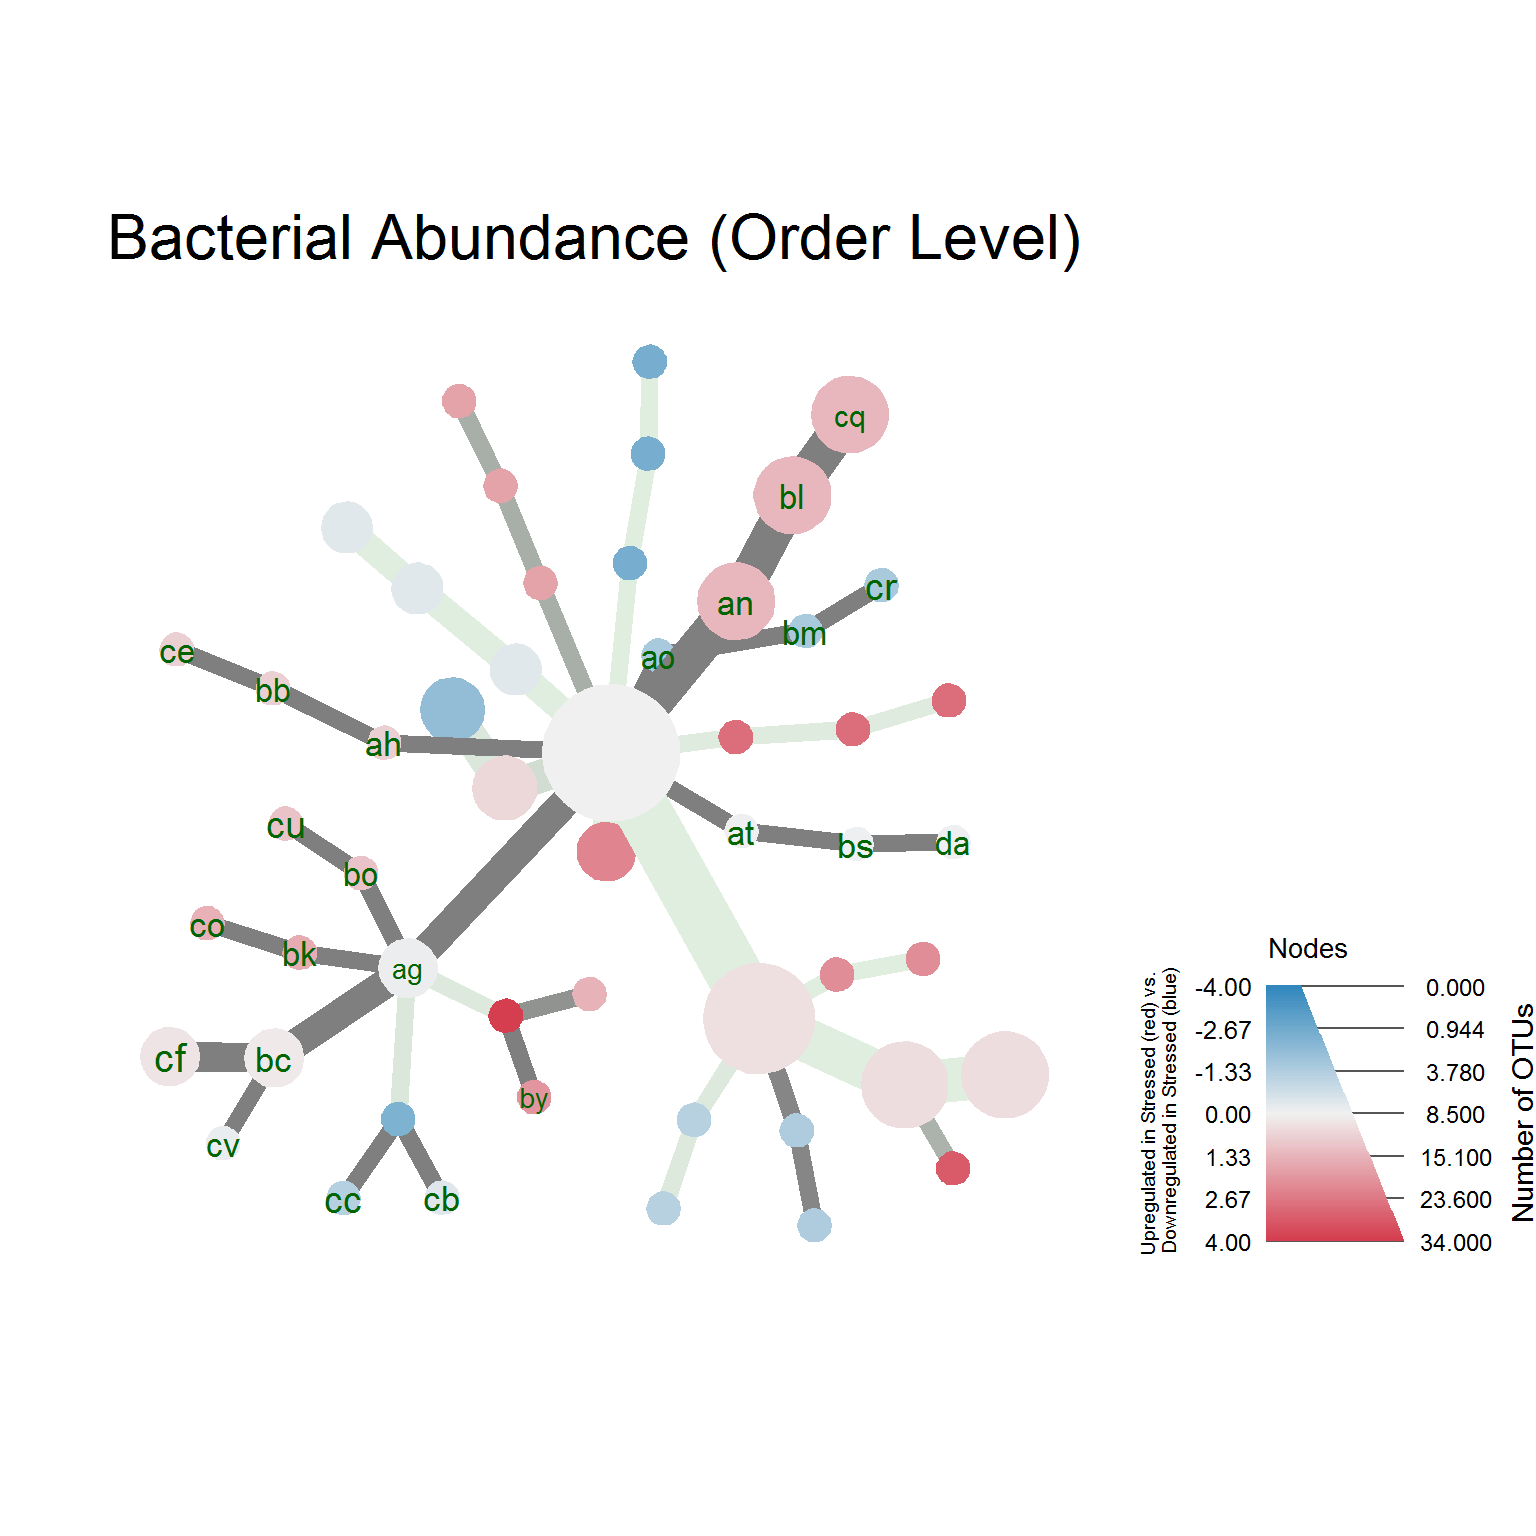 Bacterial Abundance (Order Level)
cq
bl
cr
an
bm
ao
ce
bb
ah
at
bs
da
cu
bo
co
bk
ag
cf
bc
by
cv
cc
cb
Nodes
Upregulated in Stressed (red) vs.
Downregulated in Stressed (blue)
-4.00 0.000
-2.67 0.944
-1.33 3.780
0.00 8.500
1.33 15.100
2.67 23.600
4.00 34.000
Number of OTUs